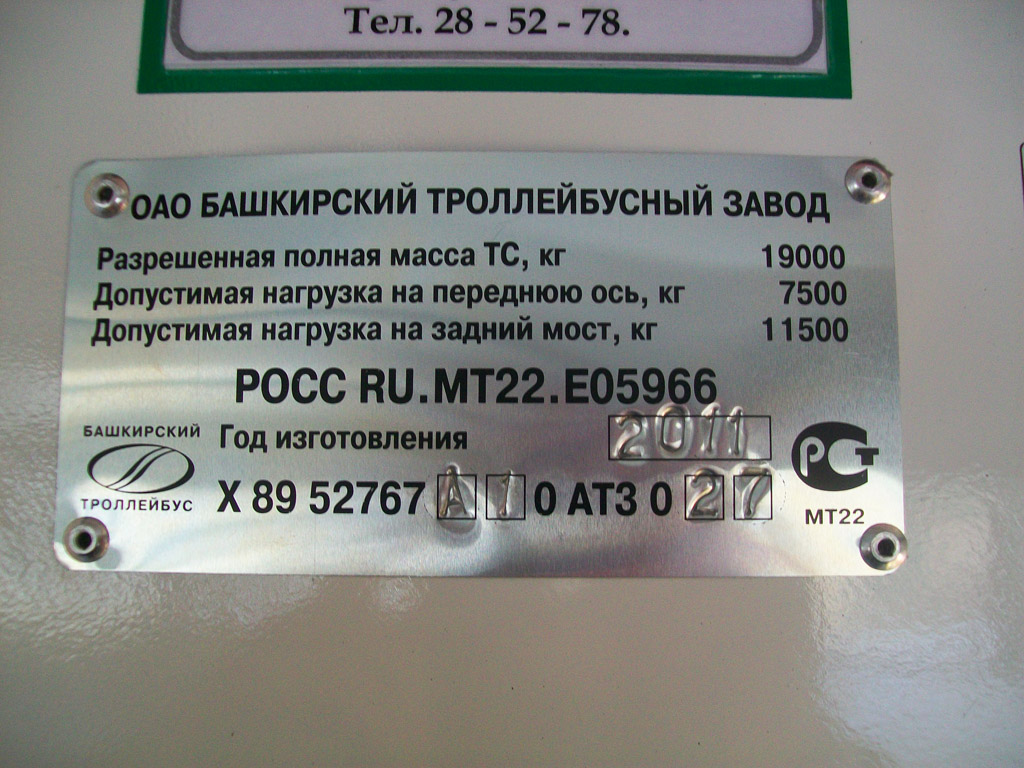 Тел. 28 - 52 - 78.
ОАО БАШКИРСКИЙ ТРОЛЛЕЙБУСНЫЙ ЗАВОД
Разрешенная полная масса ТС, кг 19000
Допустимая нагрузка на переднюю ось, кг 7500
Допустимая нагрузка на задний мост, кг 11500
РОСС RU.МТ22.Е05966
Год изготовления 2011
БАШКИРСКИЙ
ТРОЛЛЕЙБУС
Х 89 52767 А 1 0 АТ3 0 2 7
РСТ
МТ22